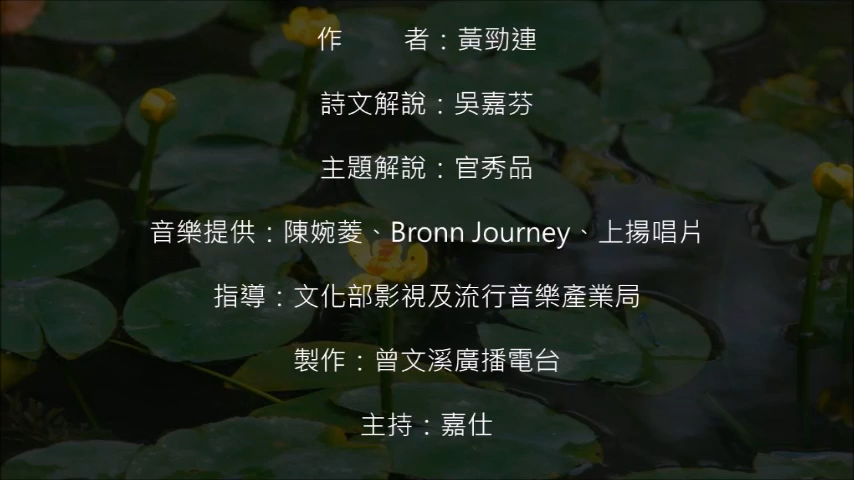 作　　者：黃勁連
詩文解說：吳嘉芬
主題解說：官秀品
音樂提供：陳婉菱、Bronn Journey、上揚唱片
指導：文化部影視及流行音樂產業局
製作：曾文溪廣播電台
主持：嘉仕